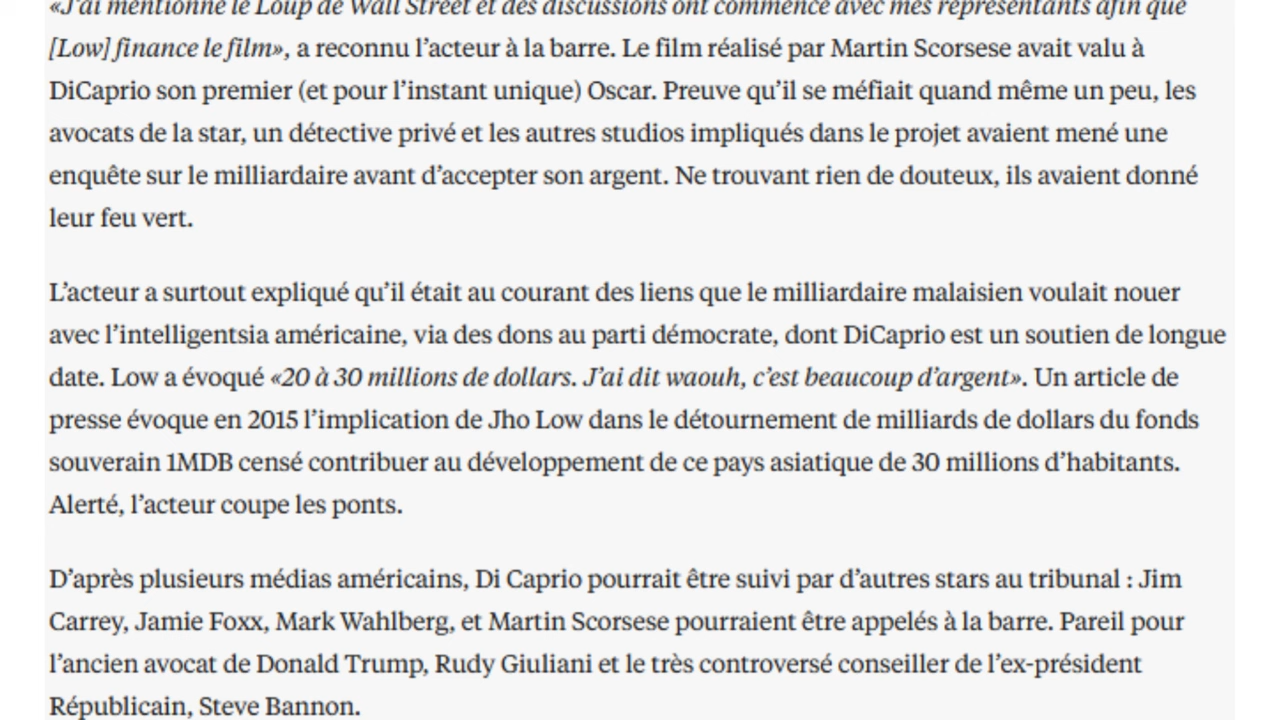 «J’ai mentionné le Loup de Wall Street et des discussions ont commencé avec mes représentants afin que
[Low] finance le film», a reconnu l’acteur à la barre. Le film réalisé par Martin Scorsese avait valu à
DiCaprio son premier (et pour l’instant unique) Oscar. Preuve qu’il se méfiait quand même un peu, les
avocats de la star, un détective privé et les autres studios impliqués dans le projet avaient mené une
enquête sur le milliardaire avant d’accepter son argent. Ne trouvant rien de douteux, ils avaient donné
leur feu vert.
L’acteur a surtout expliqué qu’il était au courant des liens que le milliardaire malaisien voulait nouer
avec l’intelligentsia américaine, via des dons au parti démocrate, dont DiCaprio est un soutien de longue
date. Low a évoqué «20 à 30 millions de dollars. J’ai dit waouh, c’est beaucoup d’argent». Un article de
presse évoque en 2015 l’implication de Jho Low dans le détournement de milliards de dollars du fonds
souverain 1MDB censé contribuer au développement de ce pays asiatique de 30 millions d’habitants.
Alerté, l’acteur coupe les ponts.
D’après plusieurs médias américains, Di Caprio pourrait être suivi par d’autres stars au tribunal : Jim
Carrey, Jamie Foxx, Mark Wahlberg, et Martin Scorsese pourraient être appelés à la barre. Pareil pour
l’ancien avocat de Donald Trump, Rudy Giuliani et le très controversé conseiller de l’ex-président
Républicain, Steve Bannon.